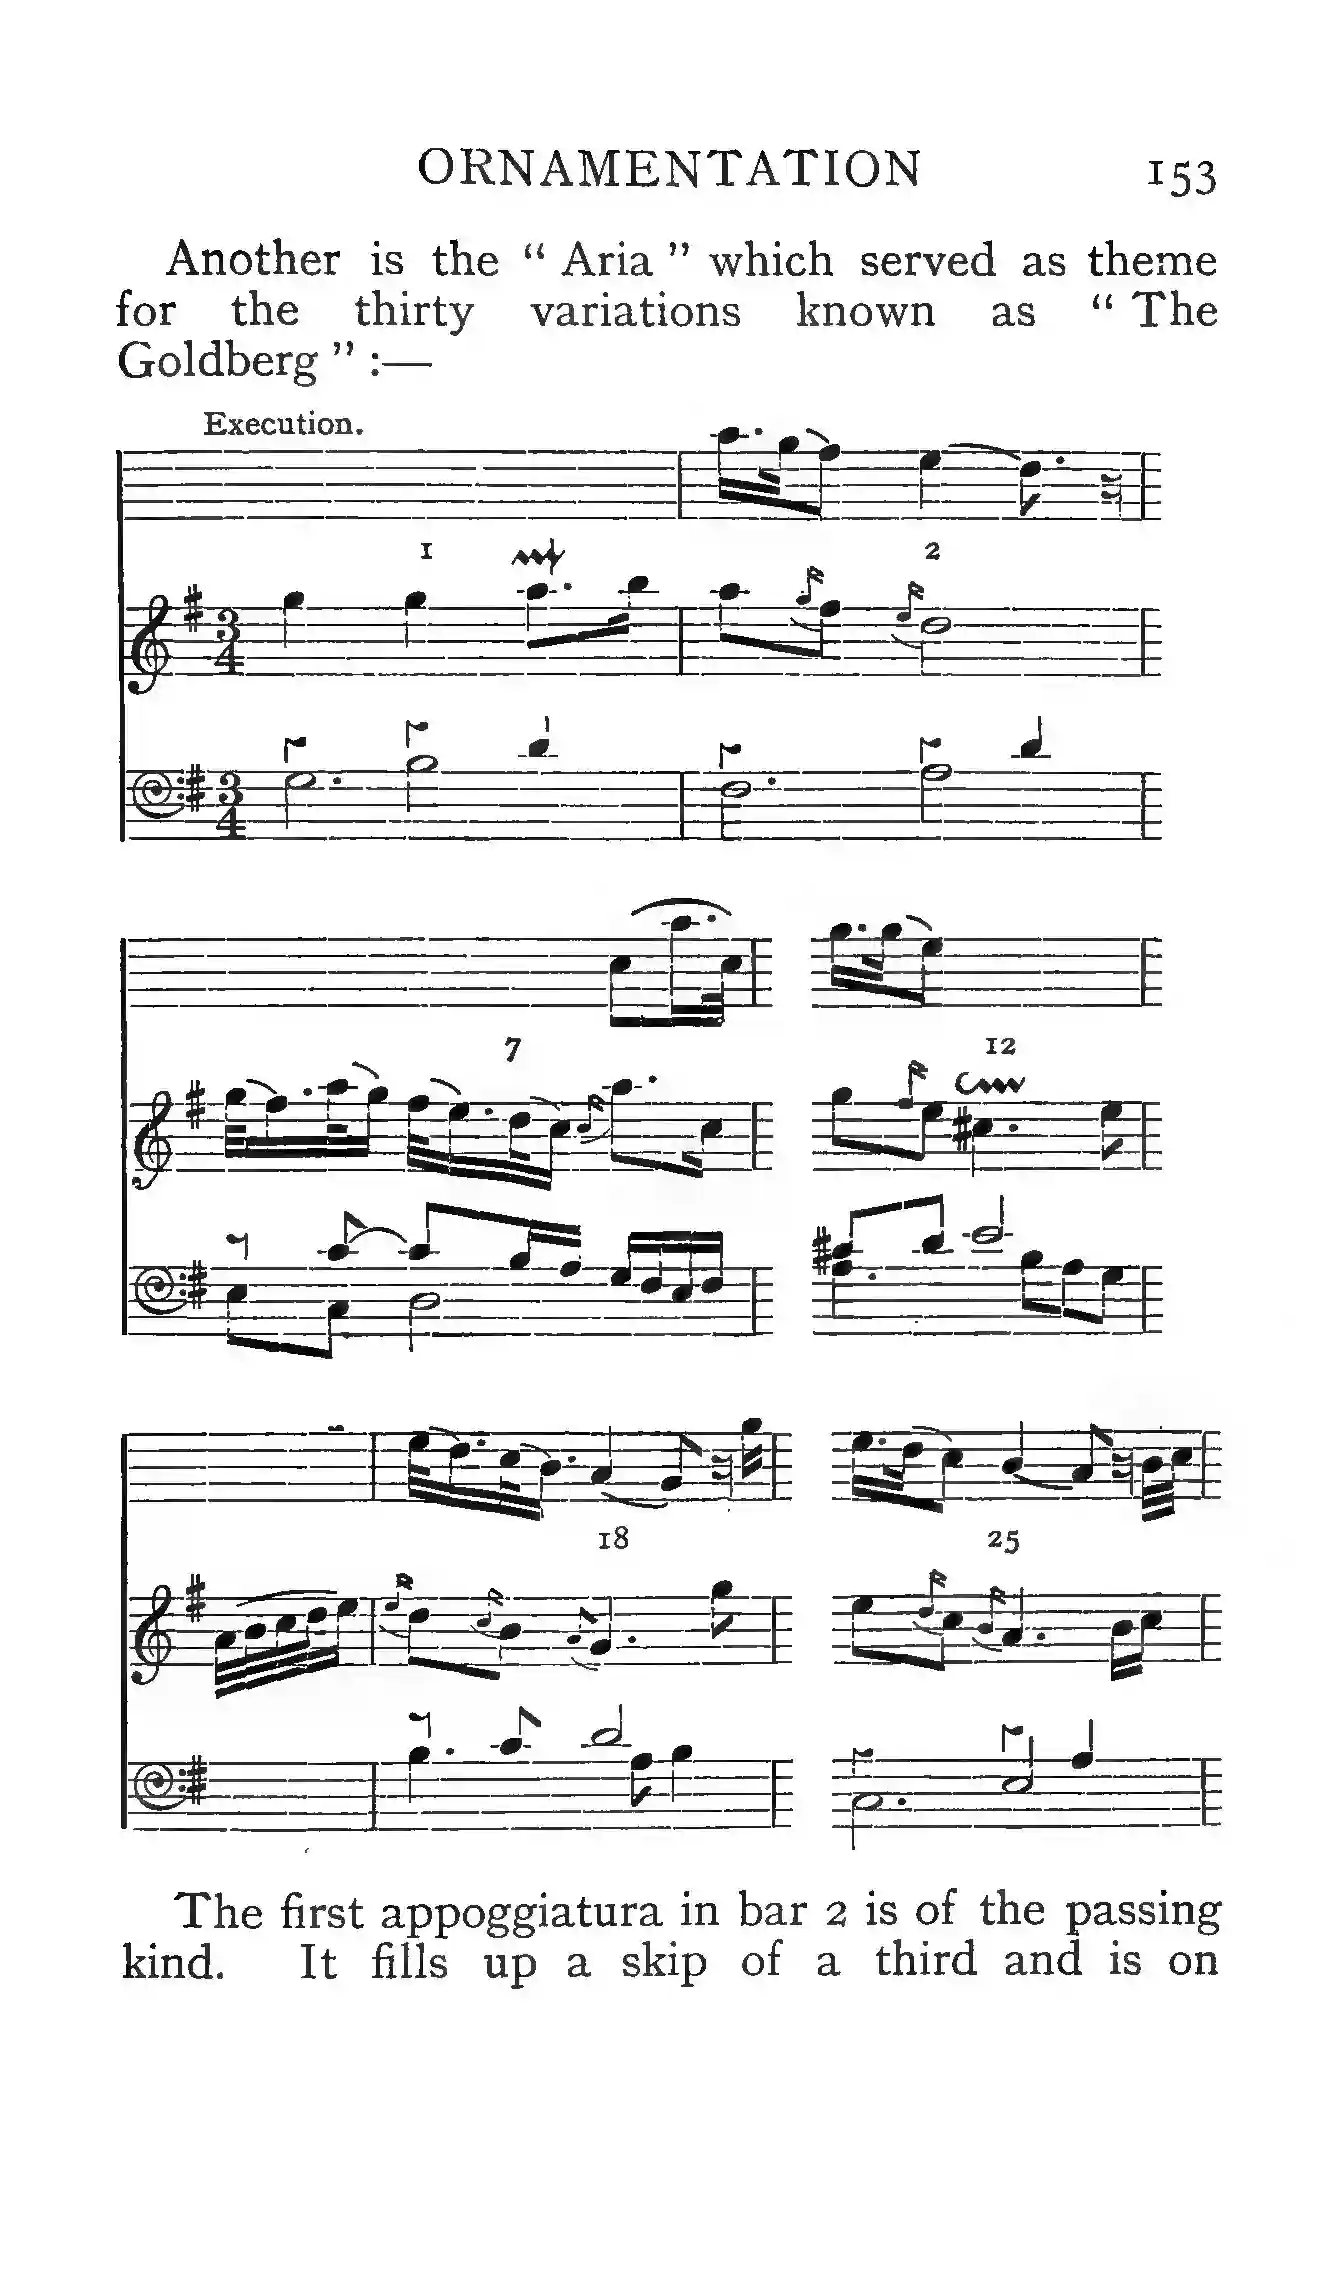 ORNAMENTATION 153
Another is the “ Aria ” which served as theme
for the thirty variations known as “ The
Goldberg ” :—
Execution.
1 2
3
4
3
4
7 12
18 25
The first appoggiatura in bar 2 is of the passing
kind. It fills up a skip of a third and is on